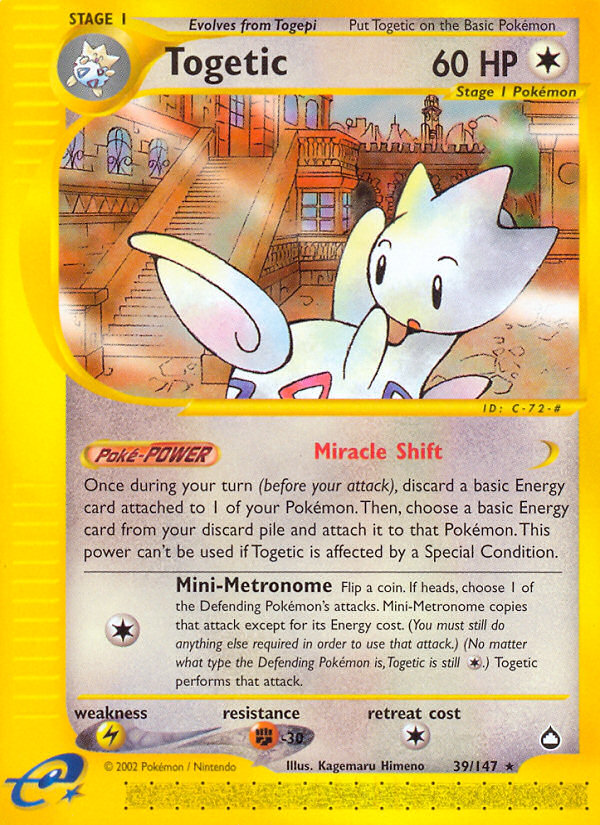 STAGE 1
Evolves from Togepi
Put Togetic on the Basic Pokémon
Togetic
60 HP
Stage 1 Pokémon
ID: C-72-#
Poké-POWER
Miracle Shift
Once during your turn (before your attack), discard a basic Energy
card attached to 1 of your Pokémon. Then, choose a basic Energy
card from your discard pile and attach it to that Pokémon. This
power can't be used if Togetic is affected by a Special Condition.
Mini-Metronome Flip a coin. If heads, choose 1 of
the Defending Pokémon's attacks. Mini-Metronome copies
that attack except for its Energy cost. (You must still do
anything else required in order to use that attack.) (No matter
what type the Defending Pokémon is, Togetic is still .) Togetic
performs that attack.
weakness
resistance
retreat cost
-30
© 2002 Pokémon / Nintendo
Illus. Kagemaru Himeno
39/147 ★
e